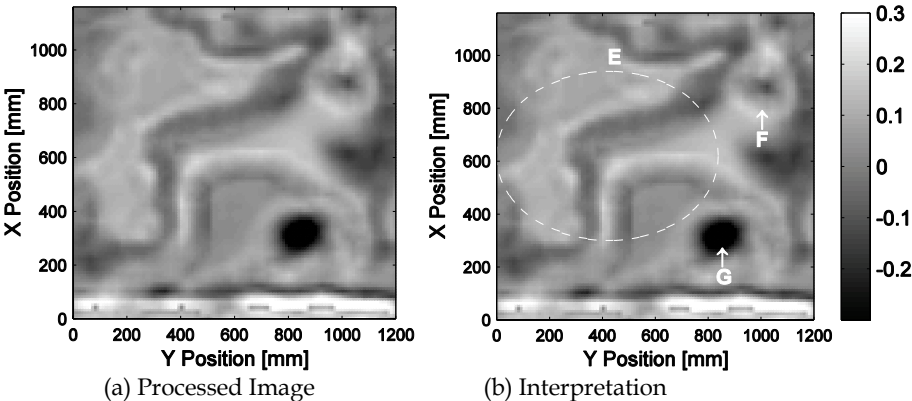 1000
800
600
400
200
0
X Position [mm]
0 200 400 600 800 1000 1200
Y Position [mm]
(a) Processed Image
1000
800
600
400
200
0
X Position [mm]
E
F
G
0 200 400 600 800 1000 1200
Y Position [mm]
(b) Interpretation
0.3
0.2
0.1
0
-0.1
-0.2